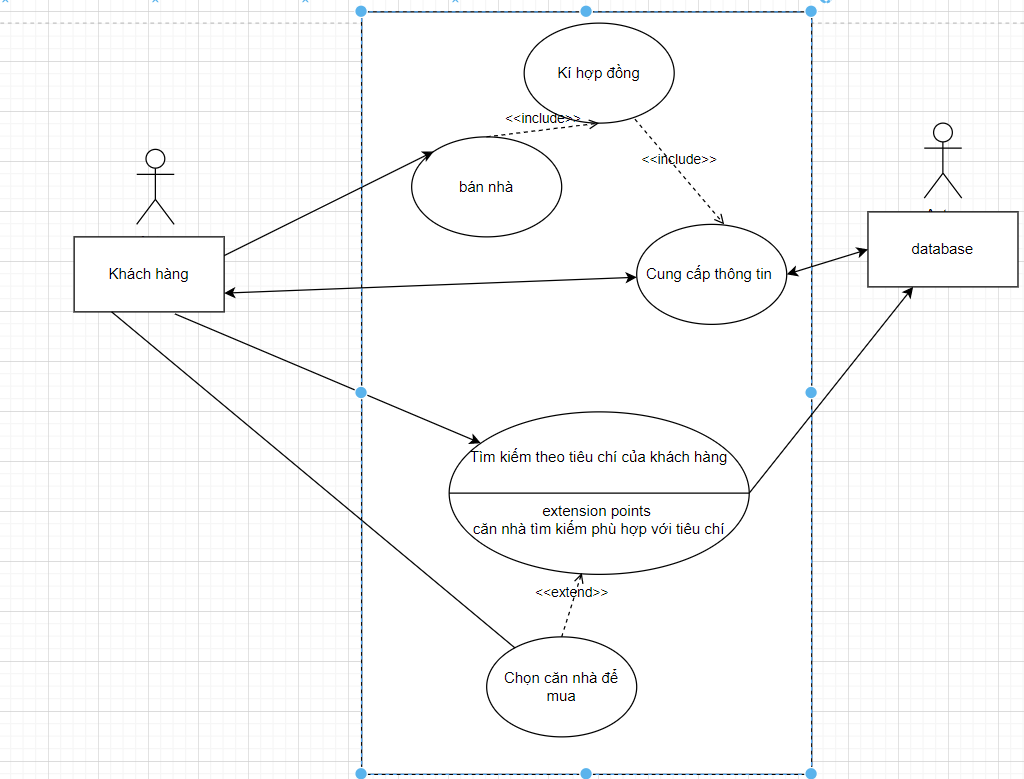 Kí hợp đồng
<<include>>
<<include>>
bán nhà
Khách hàng
Cung cấp thông tin
database
Tìm kiếm theo tiêu chí của khách hàng
extension points
căn nhà tìm kiếm phù hợp với tiêu chí
<<extend>>
Chọn căn nhà để
mua